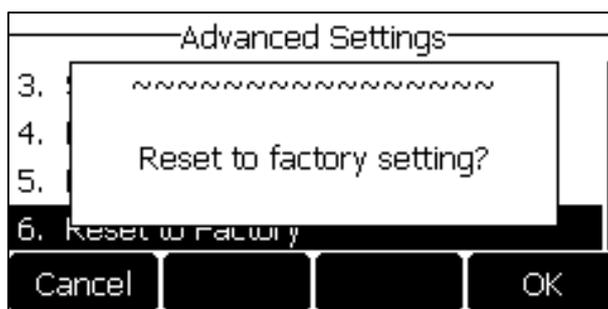 Advanced Settings
3.
~~~~~~~~~~~~~~~~
4.
Reset to factory setting?
5.
6. Reset to Factory
Cancel
OK